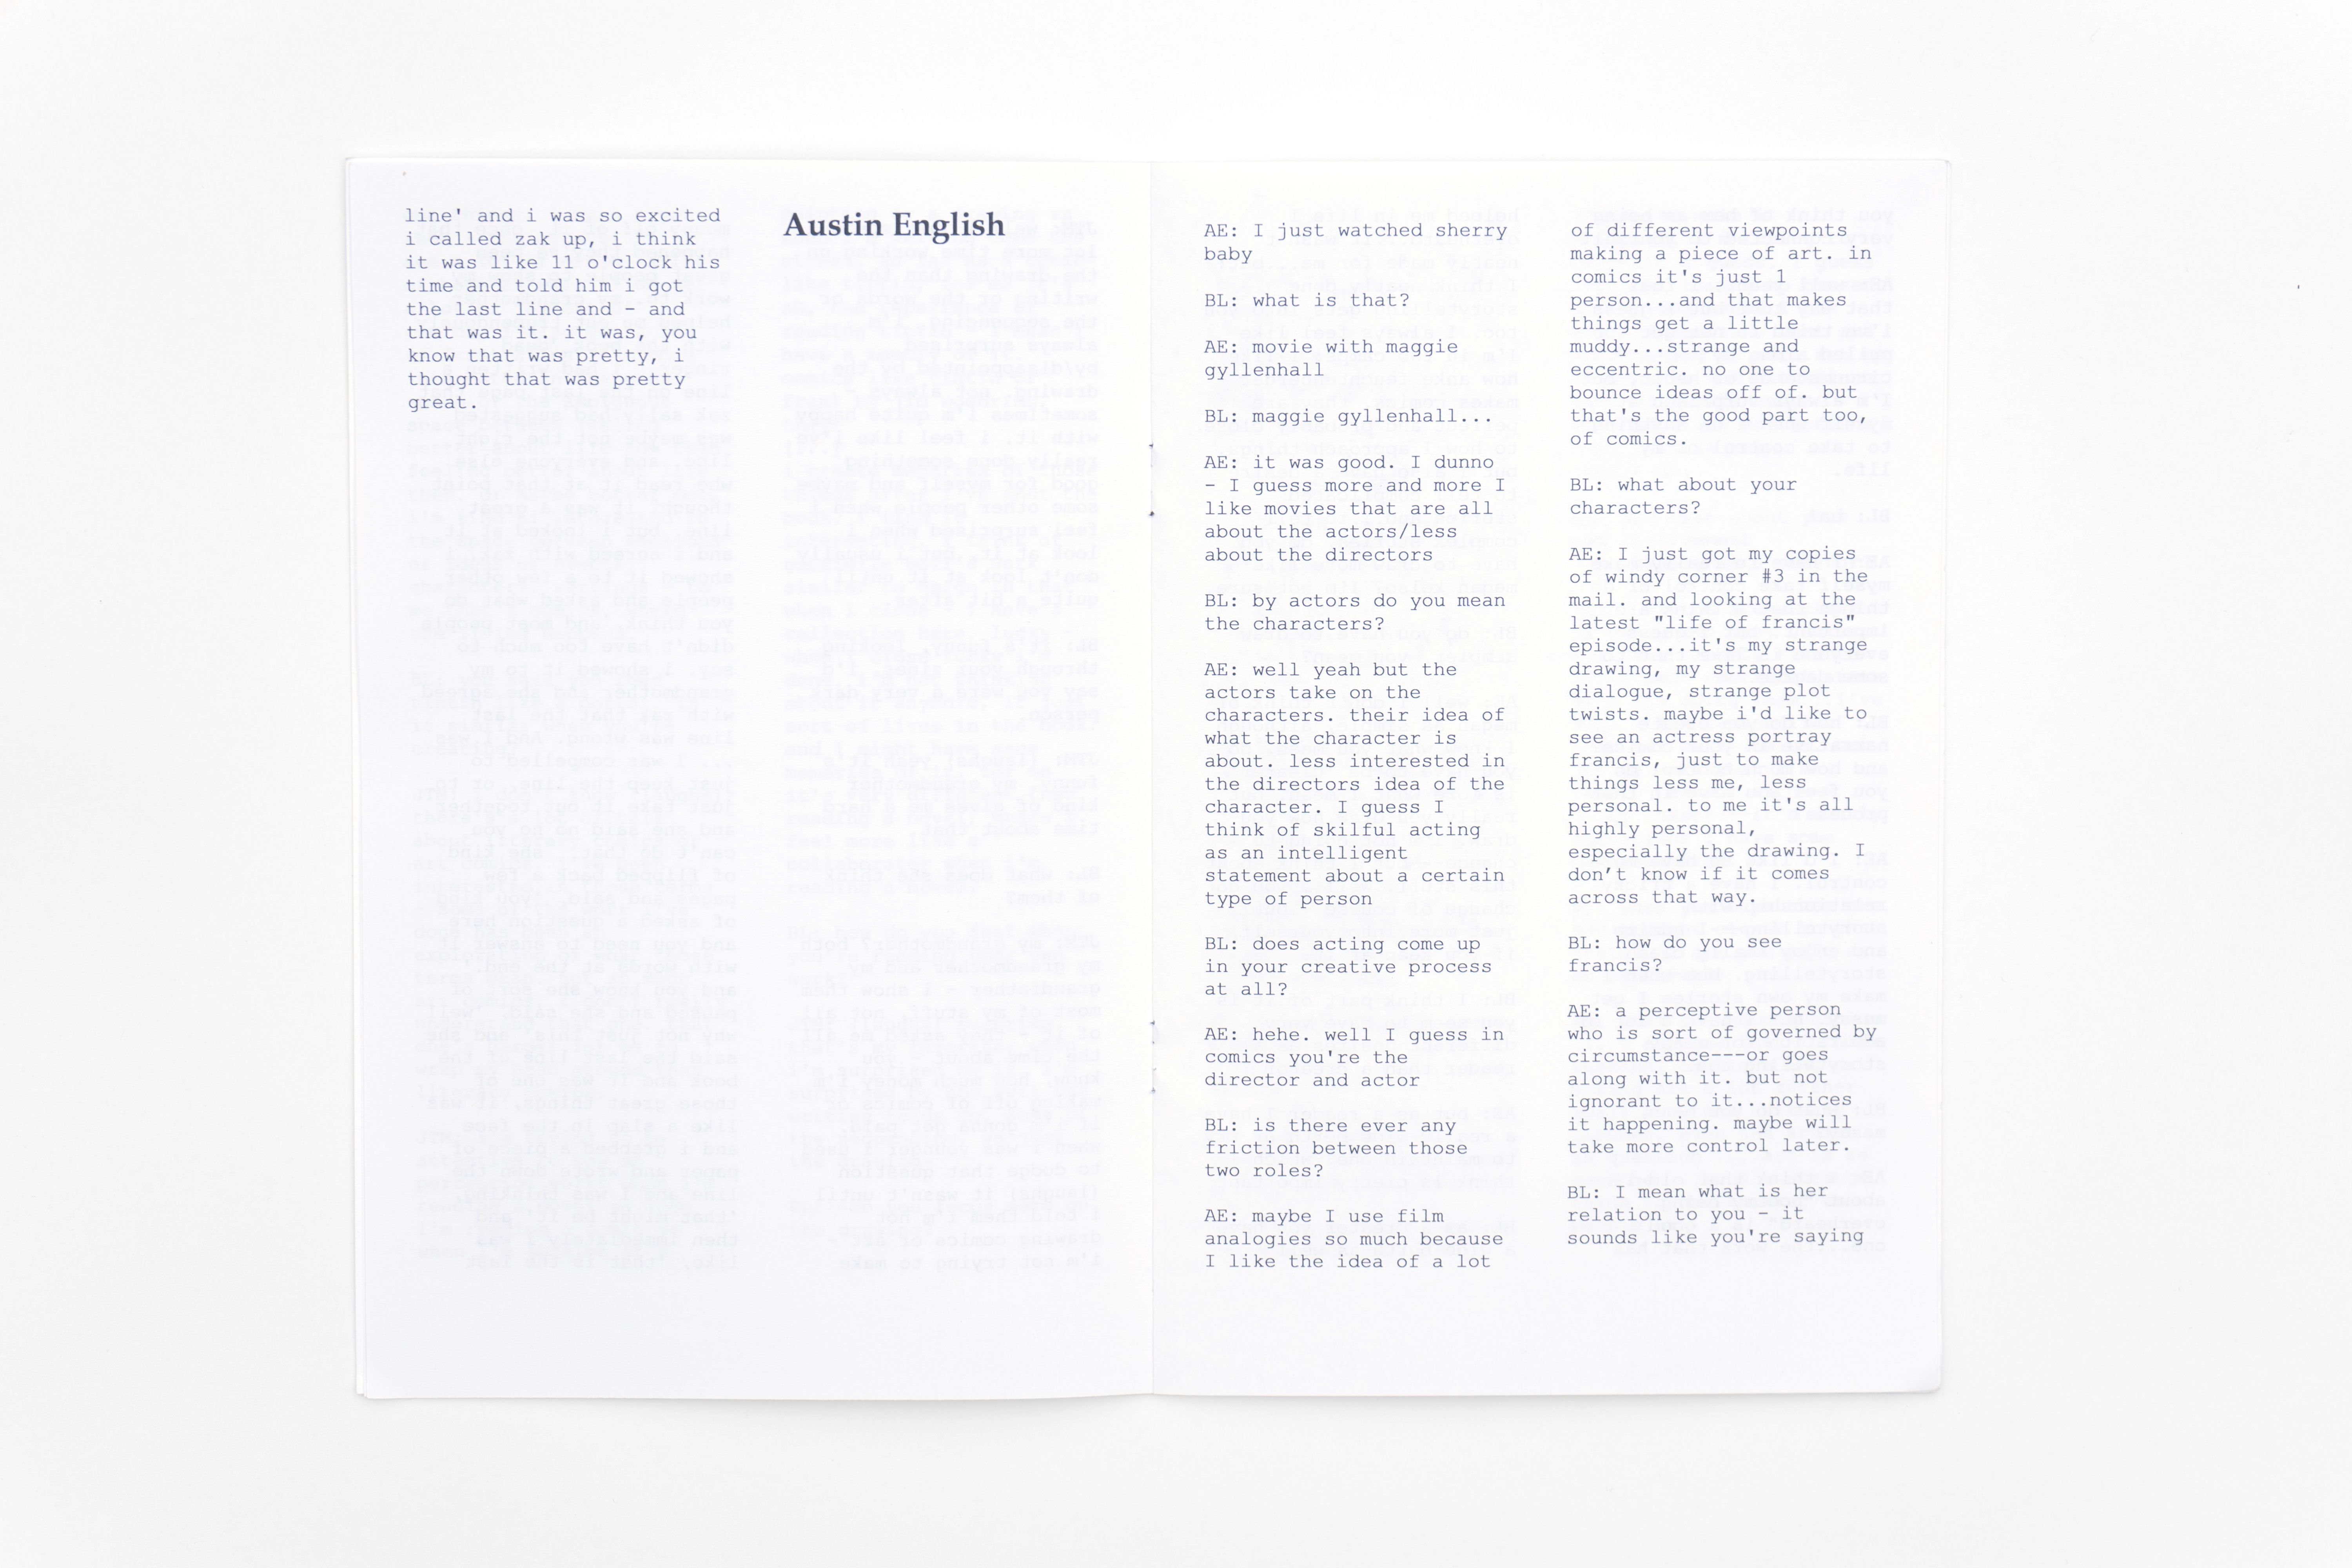 line' and i was so excited
i called zak up, i think
it was like 11 o'clock his
time and told him i got
the last line and - and
that was it. it was, you
know that was pretty, i
thought that was pretty
great.
Austin English
AE: I just watched sherry
baby
BL: what is that?
AE: movie with maggie
gyllenhall
BL: maggie gyllenhall...
AE: it was good. I dunno
- I guess more and more I
like movies that are all
about the actors/less
about the directors
BL: by actors do you mean
the characters?
AE: well yeah but the
actors take on the
characters. their idea of
what the character is
about. less interested in
the directors idea of the
character. I guess I
think of skilful acting
as an intelligent
statement about a certain
type of person
BL: does acting come up
in your creative process
at all?
AE: hehe. well I guess in
comics you're the
director and actor
BL: is there ever any
friction between those
two roles?
AE: maybe I use film
analogies so much because
I like the idea of a lot
of different viewpoints
making a piece of art. in
comics it's just 1
person...and that makes
things get a little
muddy...strange and
eccentric. no one to
bounce ideas off of. but
that's the good part too,
of comics.
BL: what about your
characters?
AE: I just got my copies
of windy corner #3 in the
mail. and looking at the
latest "life of francis"
episode...it's my strange
drawing, my strange
dialogue, strange plot
twists. maybe i'd like to
see an actress portray
francis, just to make
things less me, less
personal. to me it's all
highly personal,
especially the drawing. I
don't know if it comes
across that way.
BL: how do you see
francis?
AE: a perceptive person
who is sort of governed by
circumstance---or goes
along with it. but not
ignorant to it...notices
it happening. maybe will
take more control later.
BL: I mean what is her
relation to you - it
sounds like you're saying